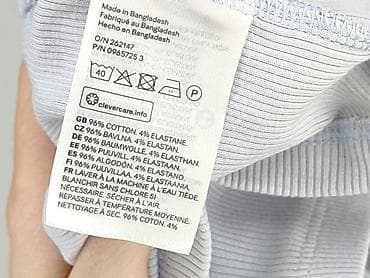 Made in Bangladesh
Fabriqué au Bangladesh
Hecho en Bangladesh
O/N 262147
P/N 0965725 3
40
P
clevercare.info
GB 96% COTTON, 4% ELASTANE.
CZ 96% BAVLNA, 4% ELASTAN.
DE 96% BAUMWOLLE, 4% ELASTHAN.
EE 96% PUUVILL, 4% ELASTAAN.
ES 96% ALGODÓN, 4% ELASTANO.
FI 96% PUUVILLAA, 4% ELASTAANIA.
FR LAVER À LA MACHINE À L'EAU TIÈDE.
BLANCHIR SANS CHLORE SI
NÉCESSAIRE. SÉCHER À L'AIR.
REPASSER À TEMPÉRATURE MOYENNE.
NETTOYAGE À SEC. 96% COTON, 4%